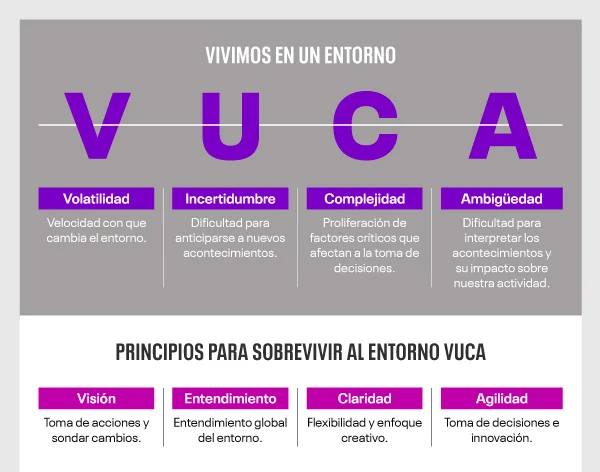 VIVIMOS EN UN ENTORNO
V U C A
Volatilidad
Velocidad con que
cambia el entorno.
Incertidumbre
Dificultad para
anticiparse a nuevos
acontecimientos.
Complejidad
Proliferación de
factores críticos que
afectan a la toma de
decisiones.
Ambigüedad
Dificultad para
interpretar los
acontecimientos y
su impacto sobre
nuestra actividad.
PRINCIPIOS PARA SOBREVIVIR AL ENTORNO VUCA
Visión
Toma de acciones y
sondar cambios.
Entendimiento
Entendimiento global
del entorno.
Claridad
Flexibilidad y enfoque
creativo.
Agilidad
Toma de decisiones e
innovación.